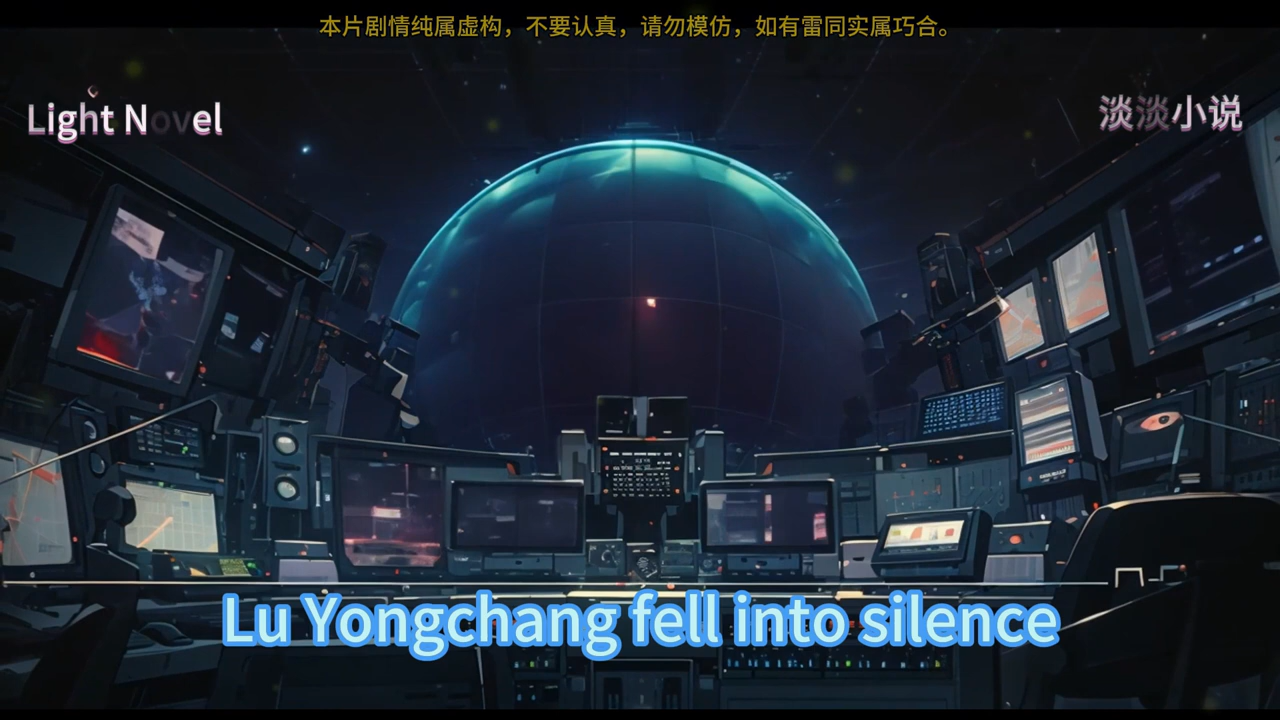 本片剧情纯属虚构，不要认真，请勿模仿，如有雷同实属巧合。
Light Novel
淡淡小说
Lu Yongchang fell into silence